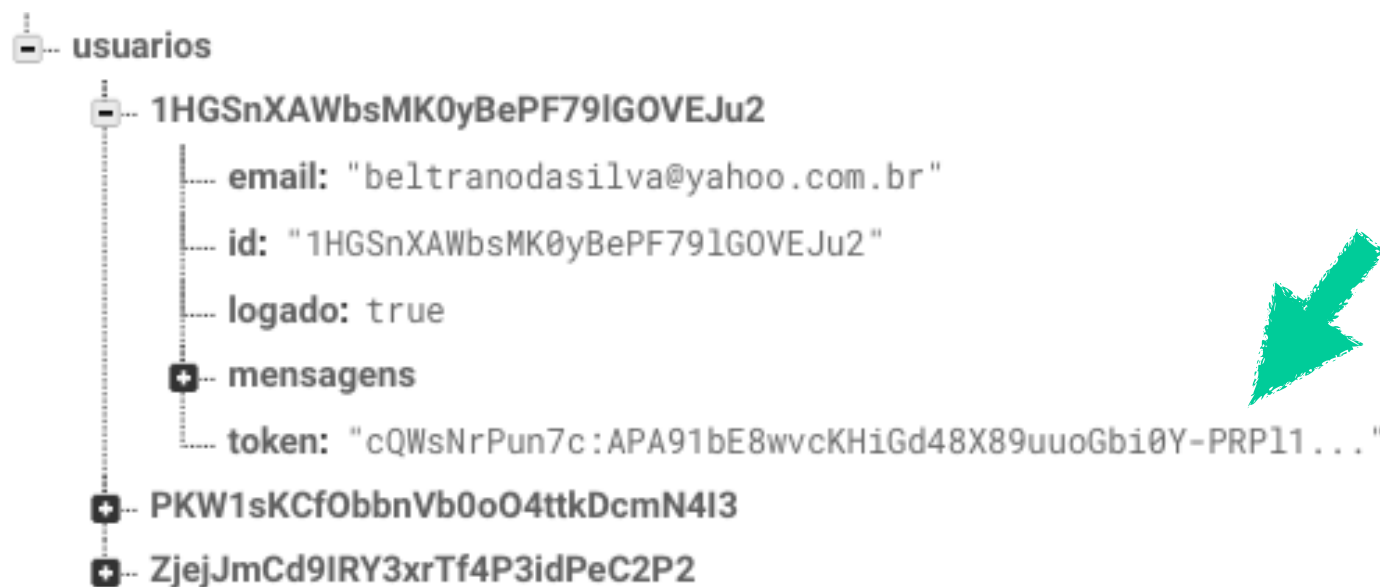 usuarios
1HGSnXAWbsMK0yBePF79lGOVEJu2
email: "beltranodasilva@yahoo.com.br"
id: "1HGSnXAWbsMK0yBePF79lGOVEJu2"
logado: true
mensagens
token: "cQWsNrPun7c:APA91bE8wvcKHiGd48X89uuoGbi0Y-PRPl1..."
PKW1sKCfObbnVb0oO4ttkDcmN4I3
ZjejJmCd9IRY3xrTf4P3idPeC2P2